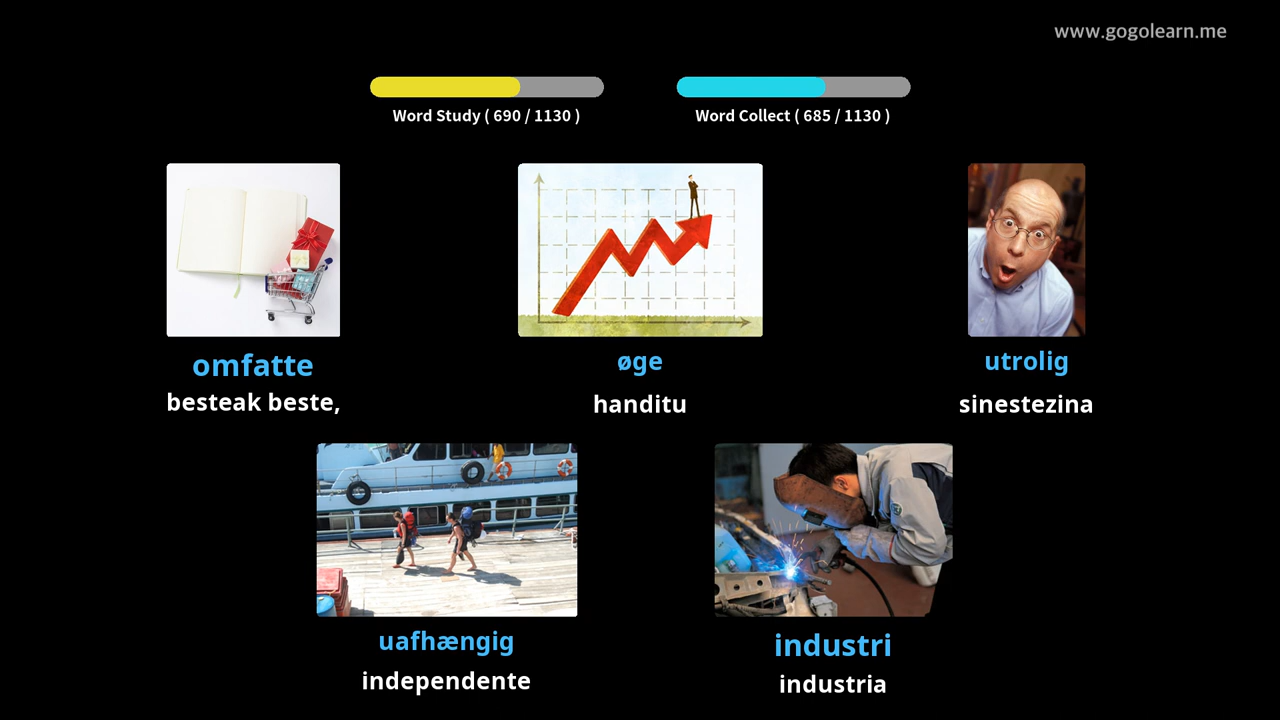 www.gogolearn.me
Word Study ( 690 / 1130 )
Word Collect ( 685 / 1130 )
omfatte
besteak beste,
øge
handitu
utrolig
sinestezina
uafhængig
independente
industri
industria